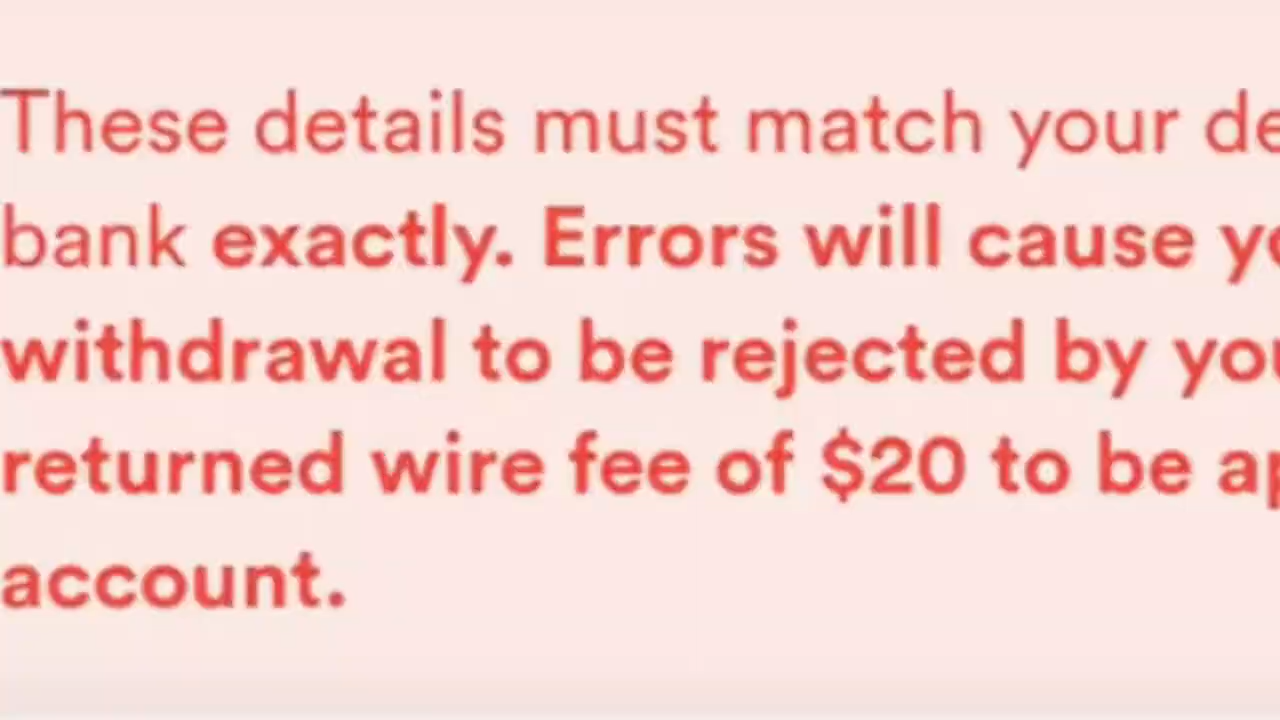 These details must match your de
bank exactly. Errors will cause yo
withdrawal to be rejected by you
returned wire fee of $20 to be ap
account.